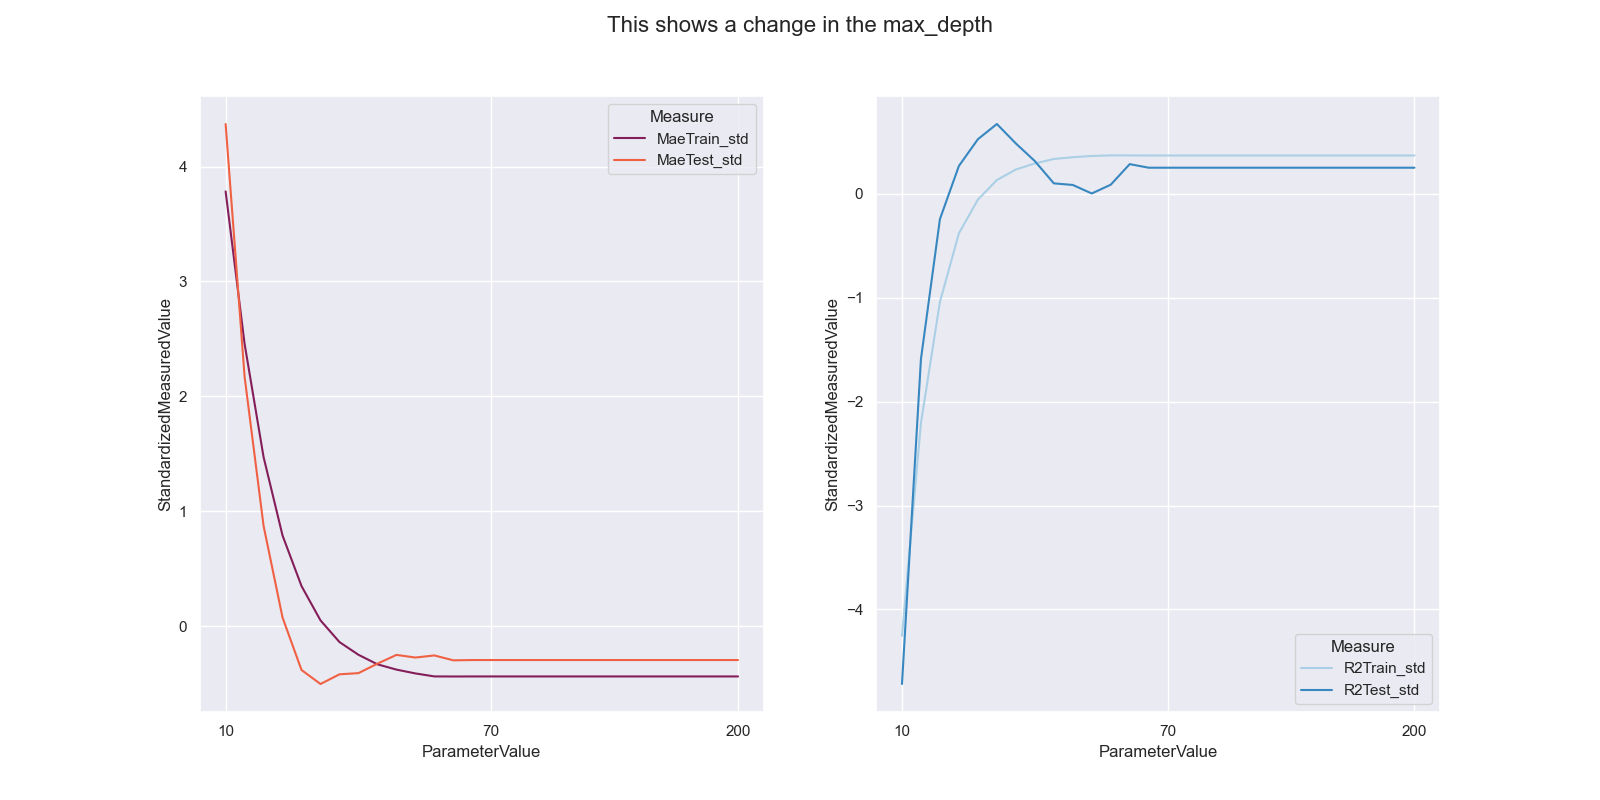 This shows a change in the max_depth
Measure
MaeTrain_std
MaeTest_std
4
3
2
1
0
StandardizedMeasuredValue
10
70
200
ParameterValue
0
−1
−2
−3
−4
StandardizedMeasuredValue
Measure
R2Train_std
R2Test_std
10
70
200
ParameterValue